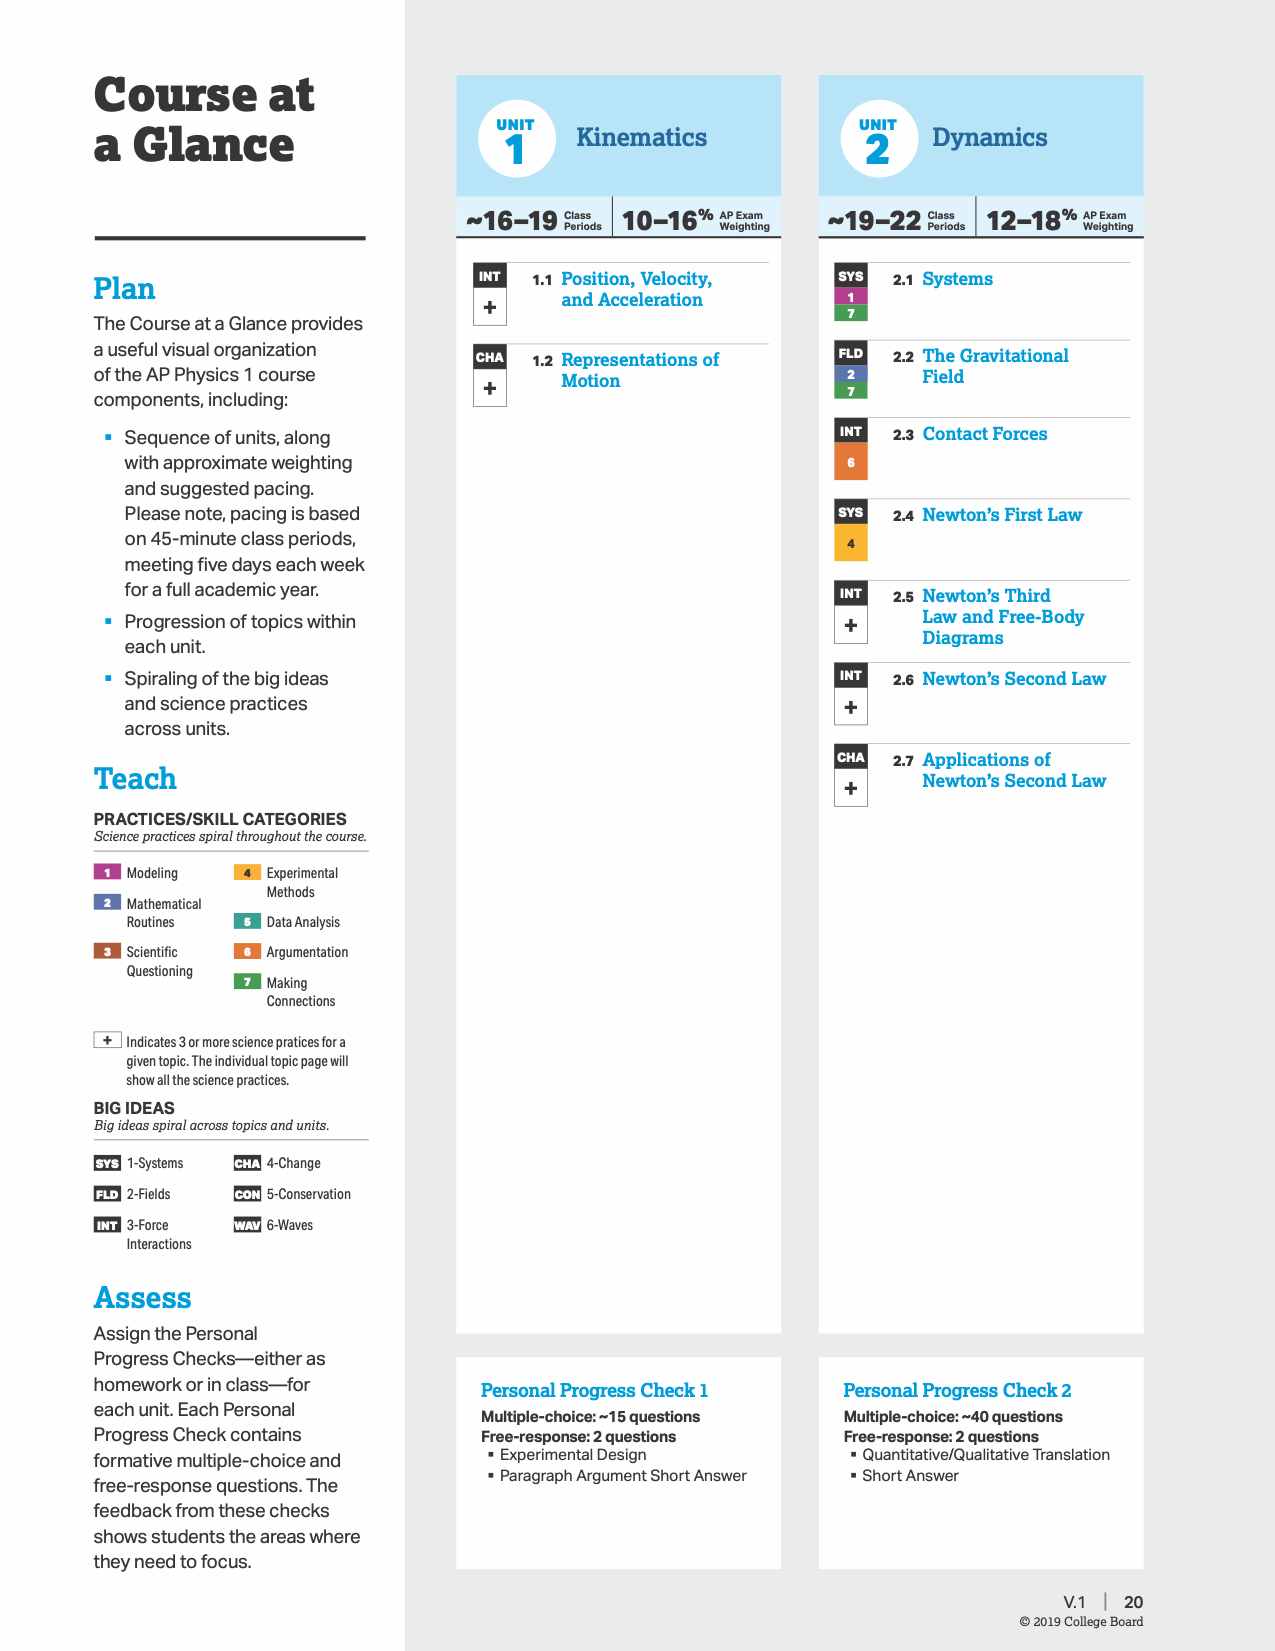 Course at
a Glance
Plan
The Course at a Glance provides
a useful visual organization
of the AP Physics 1 course
components, including:
▪ Sequence of units, along
with approximate weighting
and suggested pacing.
Please note, pacing is based
on 45-minute class periods,
meeting five days each week
for a full academic year.
▪ Progression of topics within
each unit.
▪ Spiraling of the big ideas
and science practices
across units.
Teach
PRACTICES/SKILL CATEGORIES
Science practices spiral throughout the course.
1 Modeling
2 Mathematical
Routines
3 Scientific
Questioning
4 Experimental
Methods
5 Data Analysis
6 Argumentation
7 Making
Connections
+ Indicates 3 or more science pratices for a
given topic. The individual topic page will
show all the science practices.
BIG IDEAS
Big ideas spiral across topics and units.
SYS 1-Systems
FLD 2-Fields
INT 3-Force
Interactions
CHA 4-Change
CON 5-Conservation
WAV 6-Waves
Assess
Assign the Personal
Progress Checks—either as
homework or in class—for
each unit. Each Personal
Progress Check contains
formative multiple-choice and
free-response questions. The
feedback from these checks
shows students the areas where
they need to focus.
UNIT
1
Kinematics
~16–19 Class
Periods
10–16% AP Exam
Weighting
INT
+
1.1 Position, Velocity,
and Acceleration
CHA
+
1.2 Representations of
Motion
Personal Progress Check 1
Multiple-choice: ~15 questions
Free-response: 2 questions
▪ Experimental Design
▪ Paragraph Argument Short Answer
UNIT
2
Dynamics
~19–22 Class
Periods
12–18% AP Exam
Weighting
SYS
1
7
2.1 Systems
FLD
2
7
2.2 The Gravitational
Field
INT
6
2.3 Contact Forces
SYS
4
2.4 Newton's First Law
INT
+
2.5 Newton's Third
Law and Free-Body
Diagrams
INT
+
2.6 Newton's Second Law
CHA
+
2.7 Applications of
Newton's Second Law
Personal Progress Check 2
Multiple-choice: ~40 questions
Free-response: 2 questions
▪ Quantitative/Qualitative Translation
▪ Short Answer
V.1 | 20
© 2019 College Board